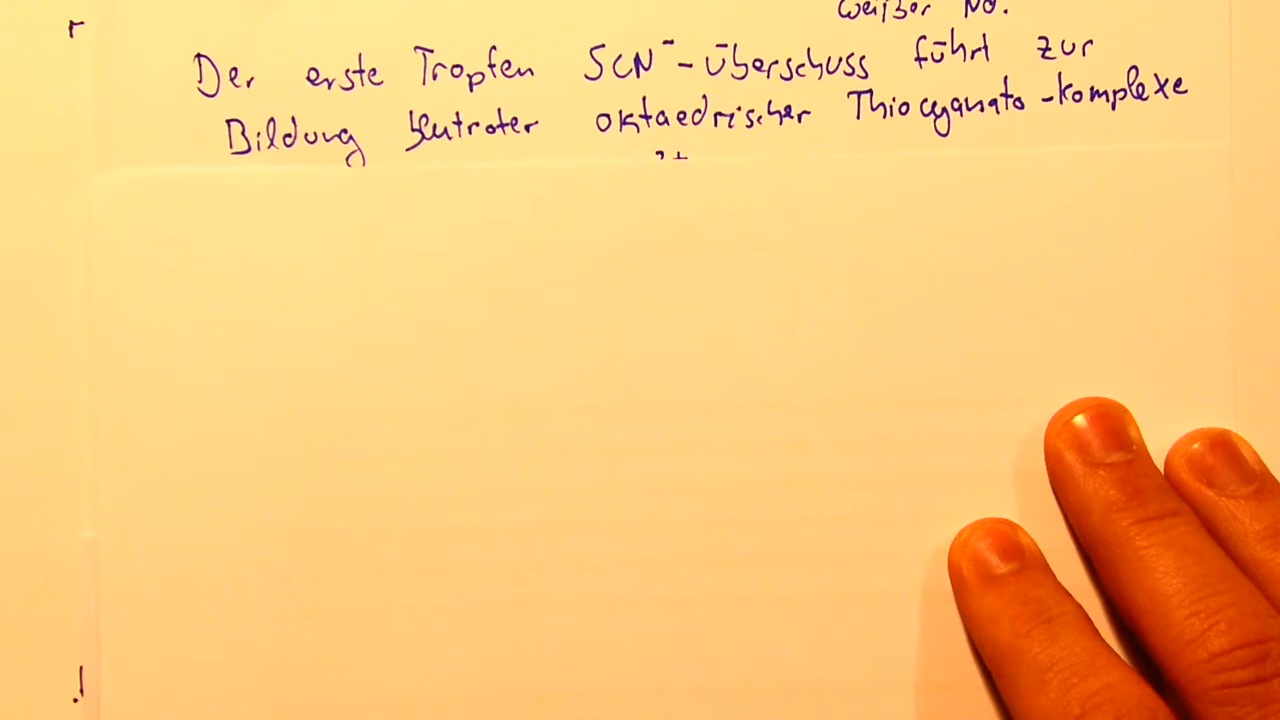 weißer Nd.
Der erste Tropfen SCN⁻-Überschuss führt zur
Bildung blutroter oktaedrischer Thiocyanato-komplexe